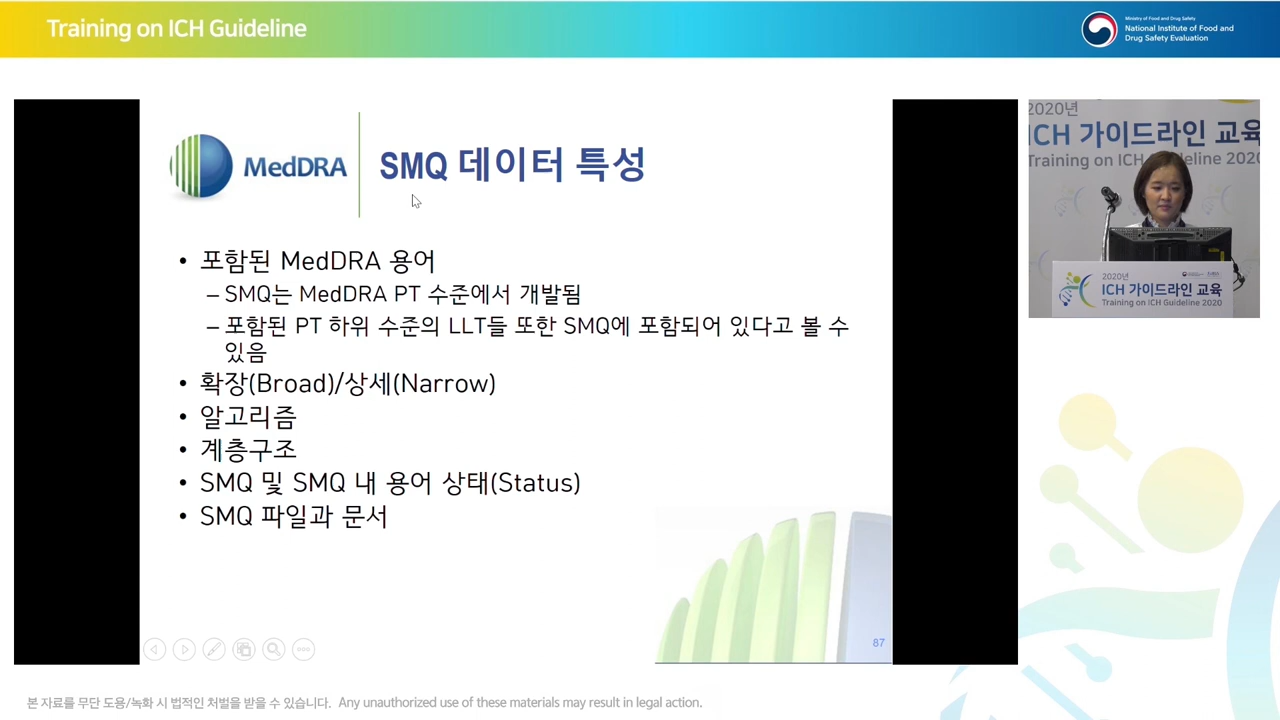 Training on ICH Guideline
Ministry of Food and Drug Safety
National Institute of Food and
Drug Safety Evaluation
MedDRA
SMQ 데이터 특성
• 포함된 MedDRA 용어
– SMQ는 MedDRA PT 수준에서 개발됨
– 포함된 PT 하위 수준의 LLT들 또한 SMQ에 포함되어 있다고 볼 수
있음
• 확장(Broad)/상세(Narrow)
• 알고리즘
• 계층구조
• SMQ 및 SMQ 내 용어 상태(Status)
• SMQ 파일과 문서
87
2020년
ICH 가이드라인 교육
Training on ICH Guideline 2020
2020년
ICH 가이드라인 교육
Training on ICH Guideline 2020
본 자료를 무단 도용/녹화 시 법적인 처벌을 받을 수 있습니다. Any unauthorized use of these materials may result in legal action.